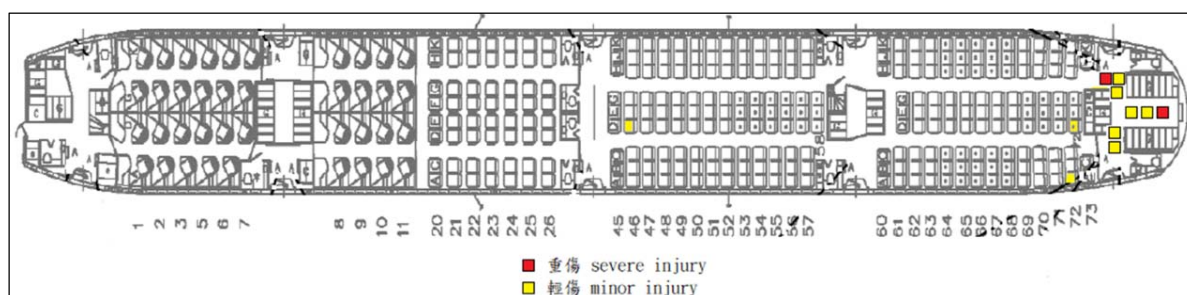 1 2 3 5 6 7 8 9 10 11 20 21 22 23 24 25 26 45 46 47 48 49 50 51 52 53 54 55 56 57 60 61 62 63 64 65 66 67 68 69 70 71 72 73
重傷 severe injury
輕傷 minor injury